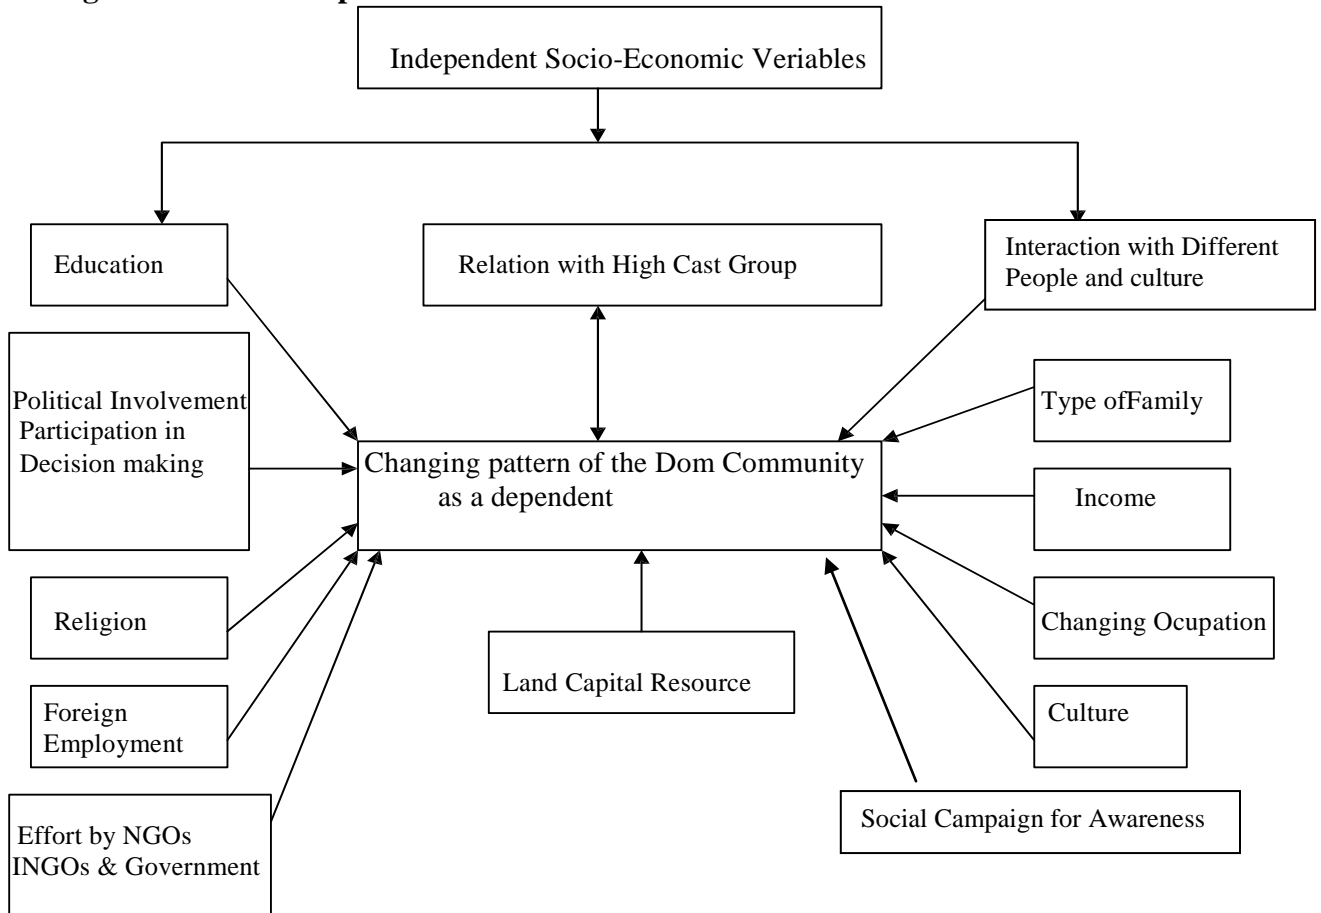 Independent Socio-Economic Veriables
Education
Relation with High Cast Group
Interaction with Different
People and culture
Political Involvement
Participation in
Decision making
Type ofFamily
Changing pattern of the Dom Community
as a dependent
Income
Religion
Changing Ocupation
Land Capital Resource
Foreign
Employment
Culture
Social Campaign for Awareness
Effort by NGOs
INGOs & Government